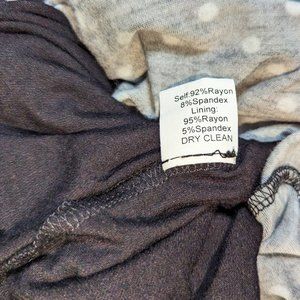 Self:92%Rayon
8%Spandex
Lining:
95%Rayon
5%Spandex
DRY CLEAN